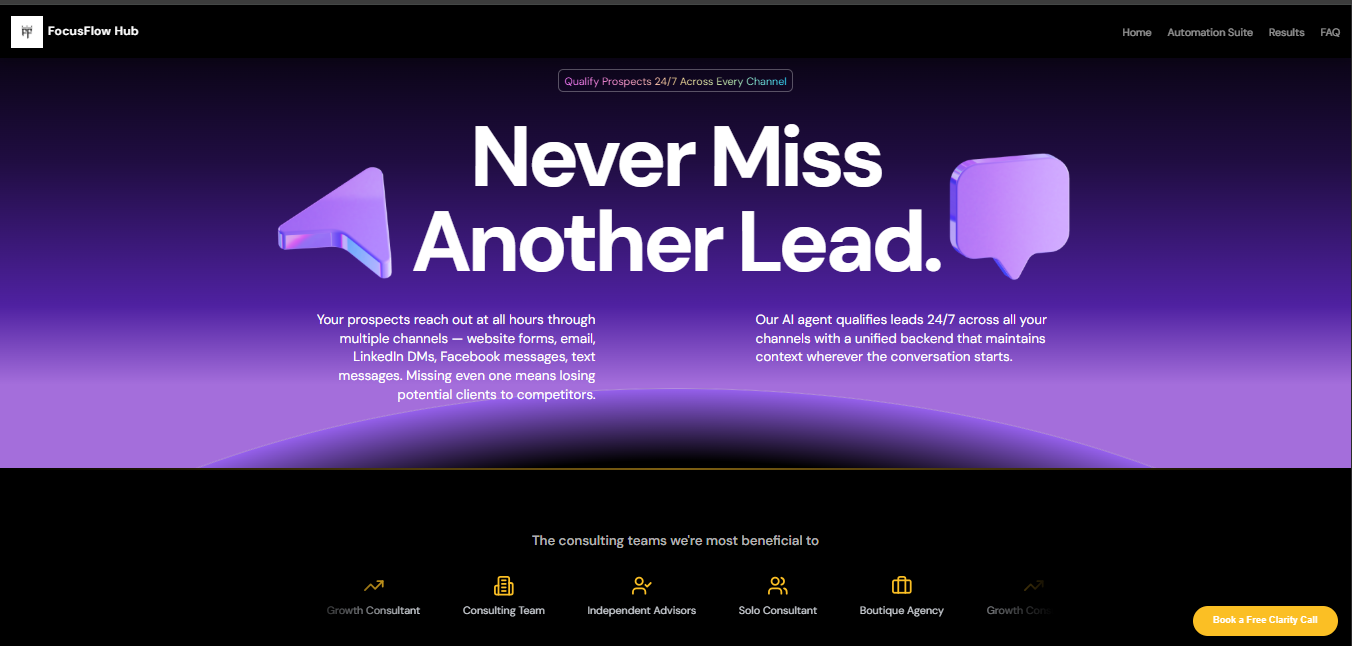 FocusFlow Hub
Home Automation Suite Results FAQ
Qualify Prospects 24/7 Across Every Channel
Never Miss
Another Lead.
Your prospects reach out at all hours through
multiple channels — website forms, email,
LinkedIn DMs, Facebook messages, text
messages. Missing even one means losing
potential clients to competitors.
Our AI agent qualifies leads 24/7 across all your
channels with a unified backend that maintains
context wherever the conversation starts.
The consulting teams we're most beneficial to
Growth Consultant Consulting Team Independent Advisors Solo Consultant Boutique Agency Growth Con
Book a Free Clarity Call